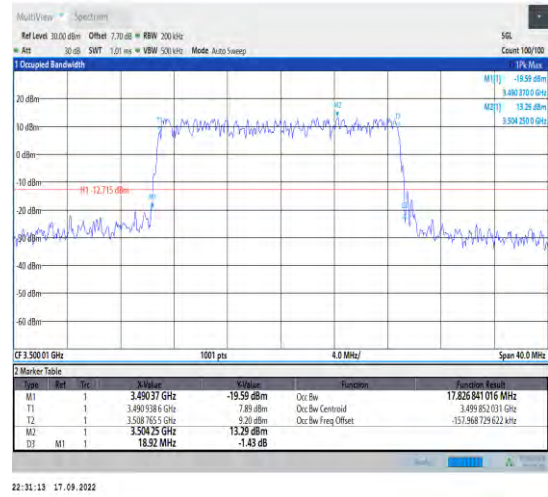 MultiView Spectrum
Ref Level 30.00 dBm Offset 7.70 dB RBW 200 kHz SGL
Att 30 dB SWT 1.01 ms VBW 500 kHz Mode Auto Sweep Count 100/100
1 Occupied Bandwidth 1Pk Max
M1[1] -19.59 dBm
3.490 370 0 GHz
M2[1] 13.29 dBm
3.504 250 0 GHz
20 dBm
M2
10 dBm
0 dBm
-10 dBm
H1 -12.715 dBm
M1
-20 dBm
-30 dBm
-40 dBm
-50 dBm
-60 dBm
CF 3.500 01 GHz 1001 pts 4.0 MHz/ Span 40.0 MHz
2 Marker Table
Type Ref Trc X-Value Y-Value Function Function Result
M1 1 3.490 37 GHz -19.59 dBm Occ Bw 17.826 841 016 MHz
T1 1 3.490 938 6 GHz 7.89 dBm Occ Bw Centroid 3.499 852 031 GHz
T2 1 3.508 765 5 GHz 9.20 dBm Occ Bw Freq Offset -157.968 729 622 kHz
M2 1 3.504 25 GHz 13.29 dBm
D3 M1 1 18.92 MHz -1.43 dB
22:31:13 17.09.2022